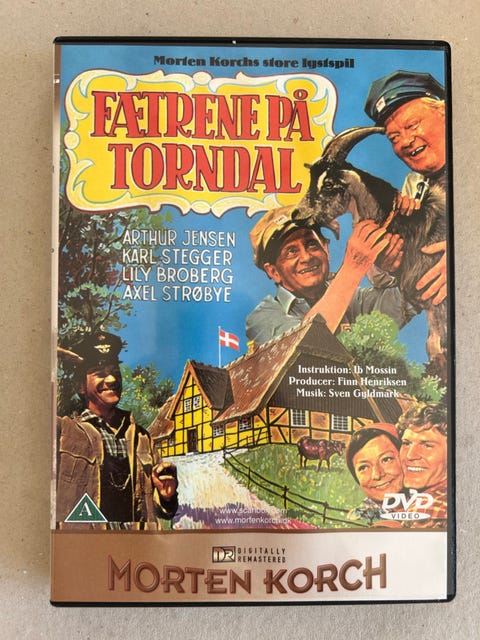 Morten Korchs store lystspil
FÆTRENE PÅ
TORNDAL
ARTHUR JENSEN
KARL STEGGER
LILY BROBERG
AXEL STRØBYE
Instruktion: Ib Mossin
Producer: Finn Henriksen
Musik: Sven Gyldmark
A
www.scanbox.com
www.mortenkorch.dk
DVD
VIDEO
DR DIGITALLY
REMASTERED
MORTEN KORCH